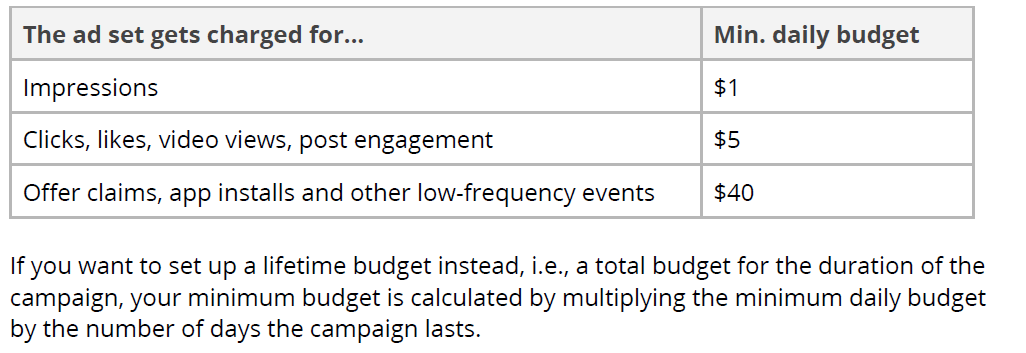 The ad set gets charged for... Min. daily budget
Impressions $1
Clicks, likes, video views, post engagement $5
Offer claims, app installs and other low-frequency events $40
If you want to set up a lifetime budget instead, i.e., a total budget for the duration of the
campaign, your minimum budget is calculated by multiplying the minimum daily budget
by the number of days the campaign lasts.